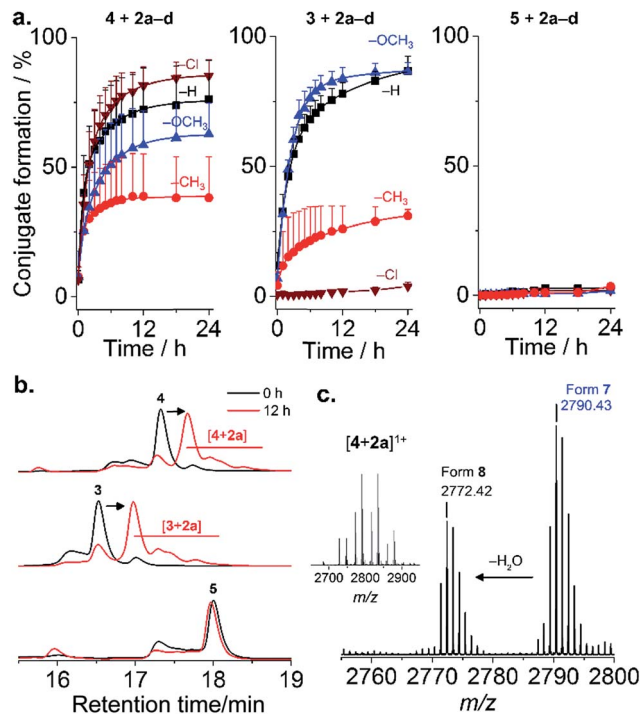 a.
4 + 2a–d
3 + 2a–d
5 + 2a–d
Conjugate formation / %
100
50
0
–Cl
–H
–OCH3
–CH3
0 12 24
Time / h
100
50
0
–OCH3
–H
–CH3
–Cl
0 12 24
Time / h
100
50
0
0 12 24
Time / h
b.
0 h
12 h
4
[4+2a]
3
[3+2a]
5
16 17 18 19
Retention time/min
c.
Form 7
2790.43
[4+2a]1+
Form 8
2772.42
–H2O
2700 2800 2900
m/z
2760 2770 2780 2790 2800
m/z